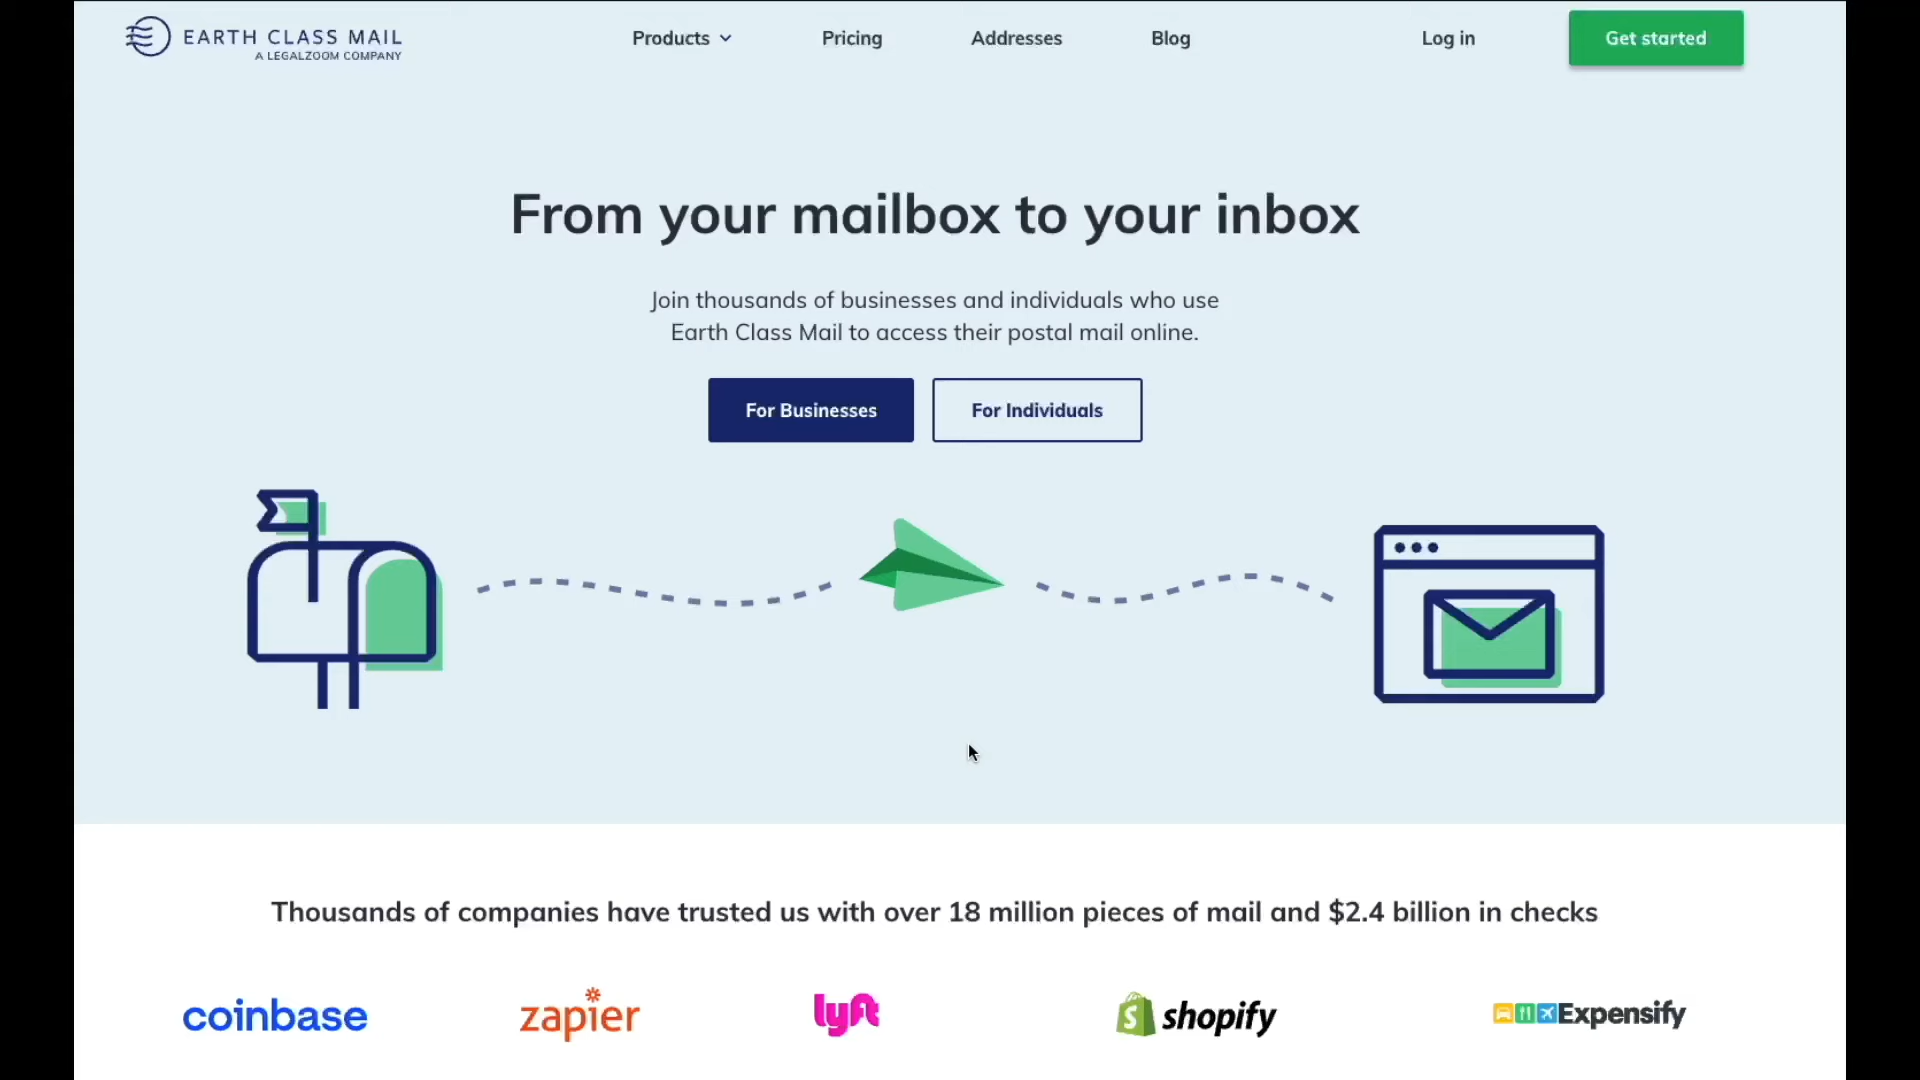 EARTH CLASS MAIL
A LEGALZOOM COMPANY
Products
Pricing
Addresses
Blog
Log in
Get started
From your mailbox to your inbox
Join thousands of businesses and individuals who use
Earth Class Mail to access their postal mail online.
For Businesses
For Individuals
Thousands of companies have trusted us with over 18 million pieces of mail and $2.4 billion in checks
coinbase
zapier
lyft
shopify
Expensify